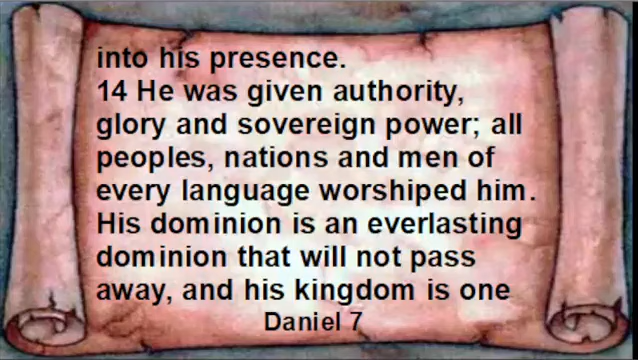 into his presence.
14 He was given authority,
glory and sovereign power; all
peoples, nations and men of
every language worshiped him.
His dominion is an everlasting
dominion that will not pass
away, and his kingdom is one
Daniel 7